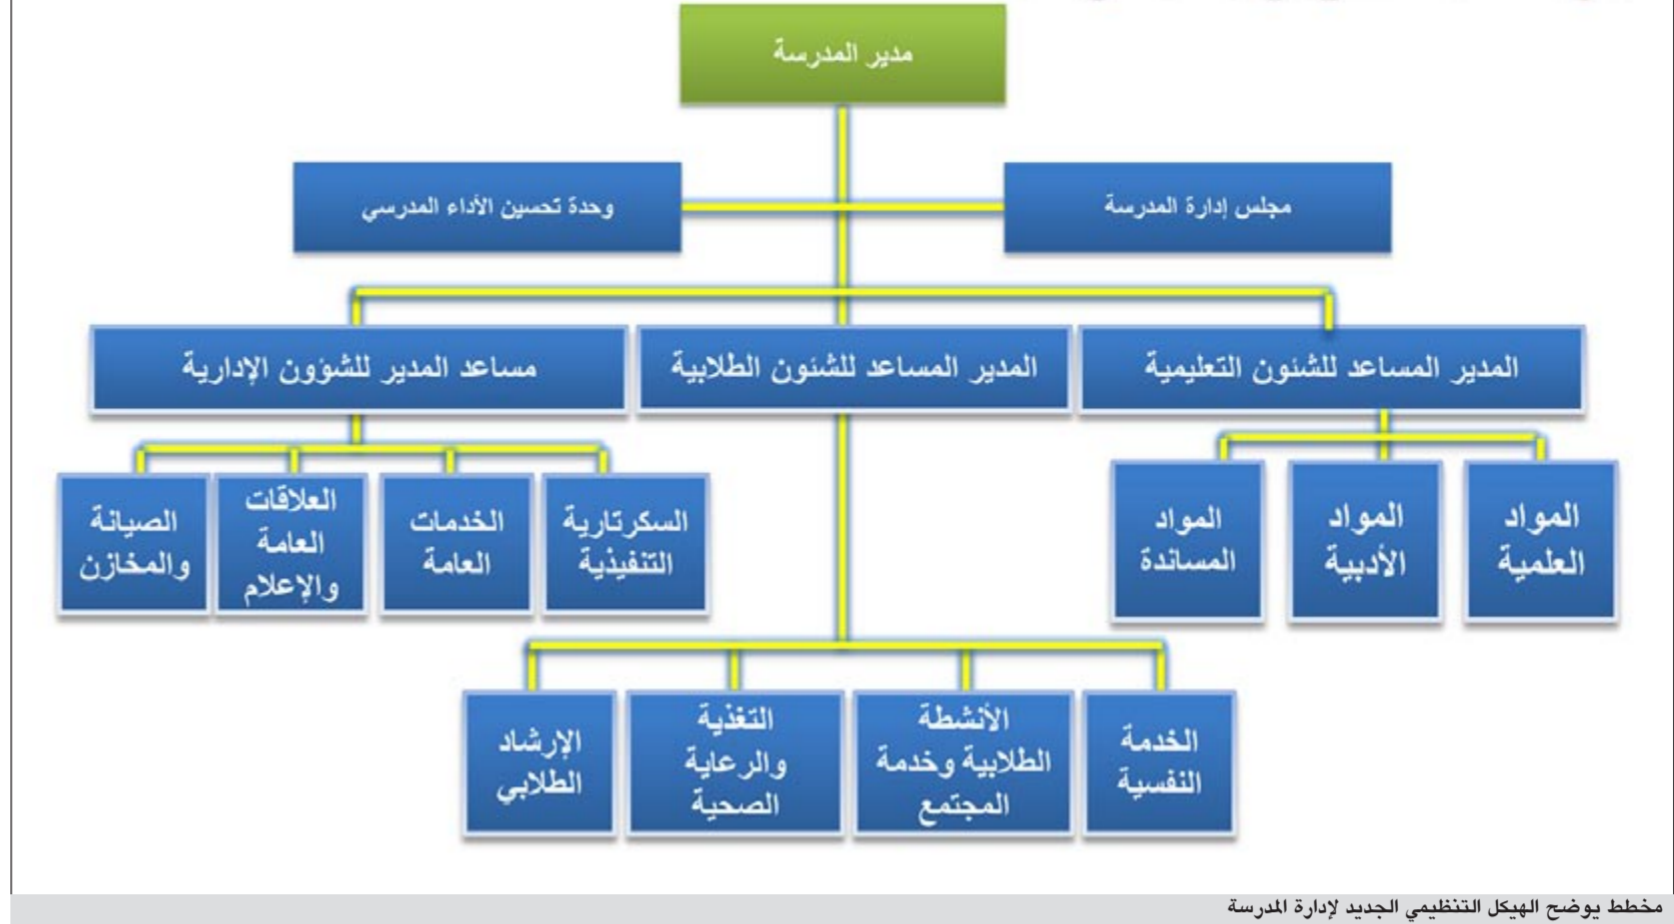 مدير المدرسة
مجلس إدارة المدرسة
وحدة تحسين الأداء المدرسي
المدير المساعد للشئون التعليمية
المدير المساعد للشئون الطلابية
مساعد المدير للشؤون الإدارية
المواد
العلمية
المواد
الأدبية
المواد
المساندة
السكرتارية
التنفيذية
الخدمات
العامة
العلاقات
العامة
والإعلام
الصيانة
والمخازن
الخدمة
النفسية
الأنشطة
الطلابية وخدمة
المجتمع
التغذية
والرعاية
الصحية
الإرشاد
الطلابي
مخطط يوضح الهيكل التنظيمي الجديد لإدارة المدرسة